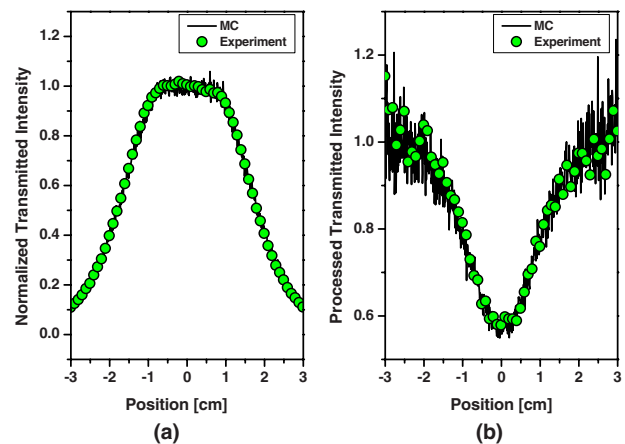 MC
Experiment
Normalized Transmitted Intensity
1.2
1.0
0.8
0.6
0.4
0.2
0.0
-3 -2 -1 0 1 2 3
Position [cm]
(a)
MC
Experiment
Processed Transmitted Intensity
1.2
1.0
0.8
0.6
-3 -2 -1 0 1 2 3
Position [cm]
(b)